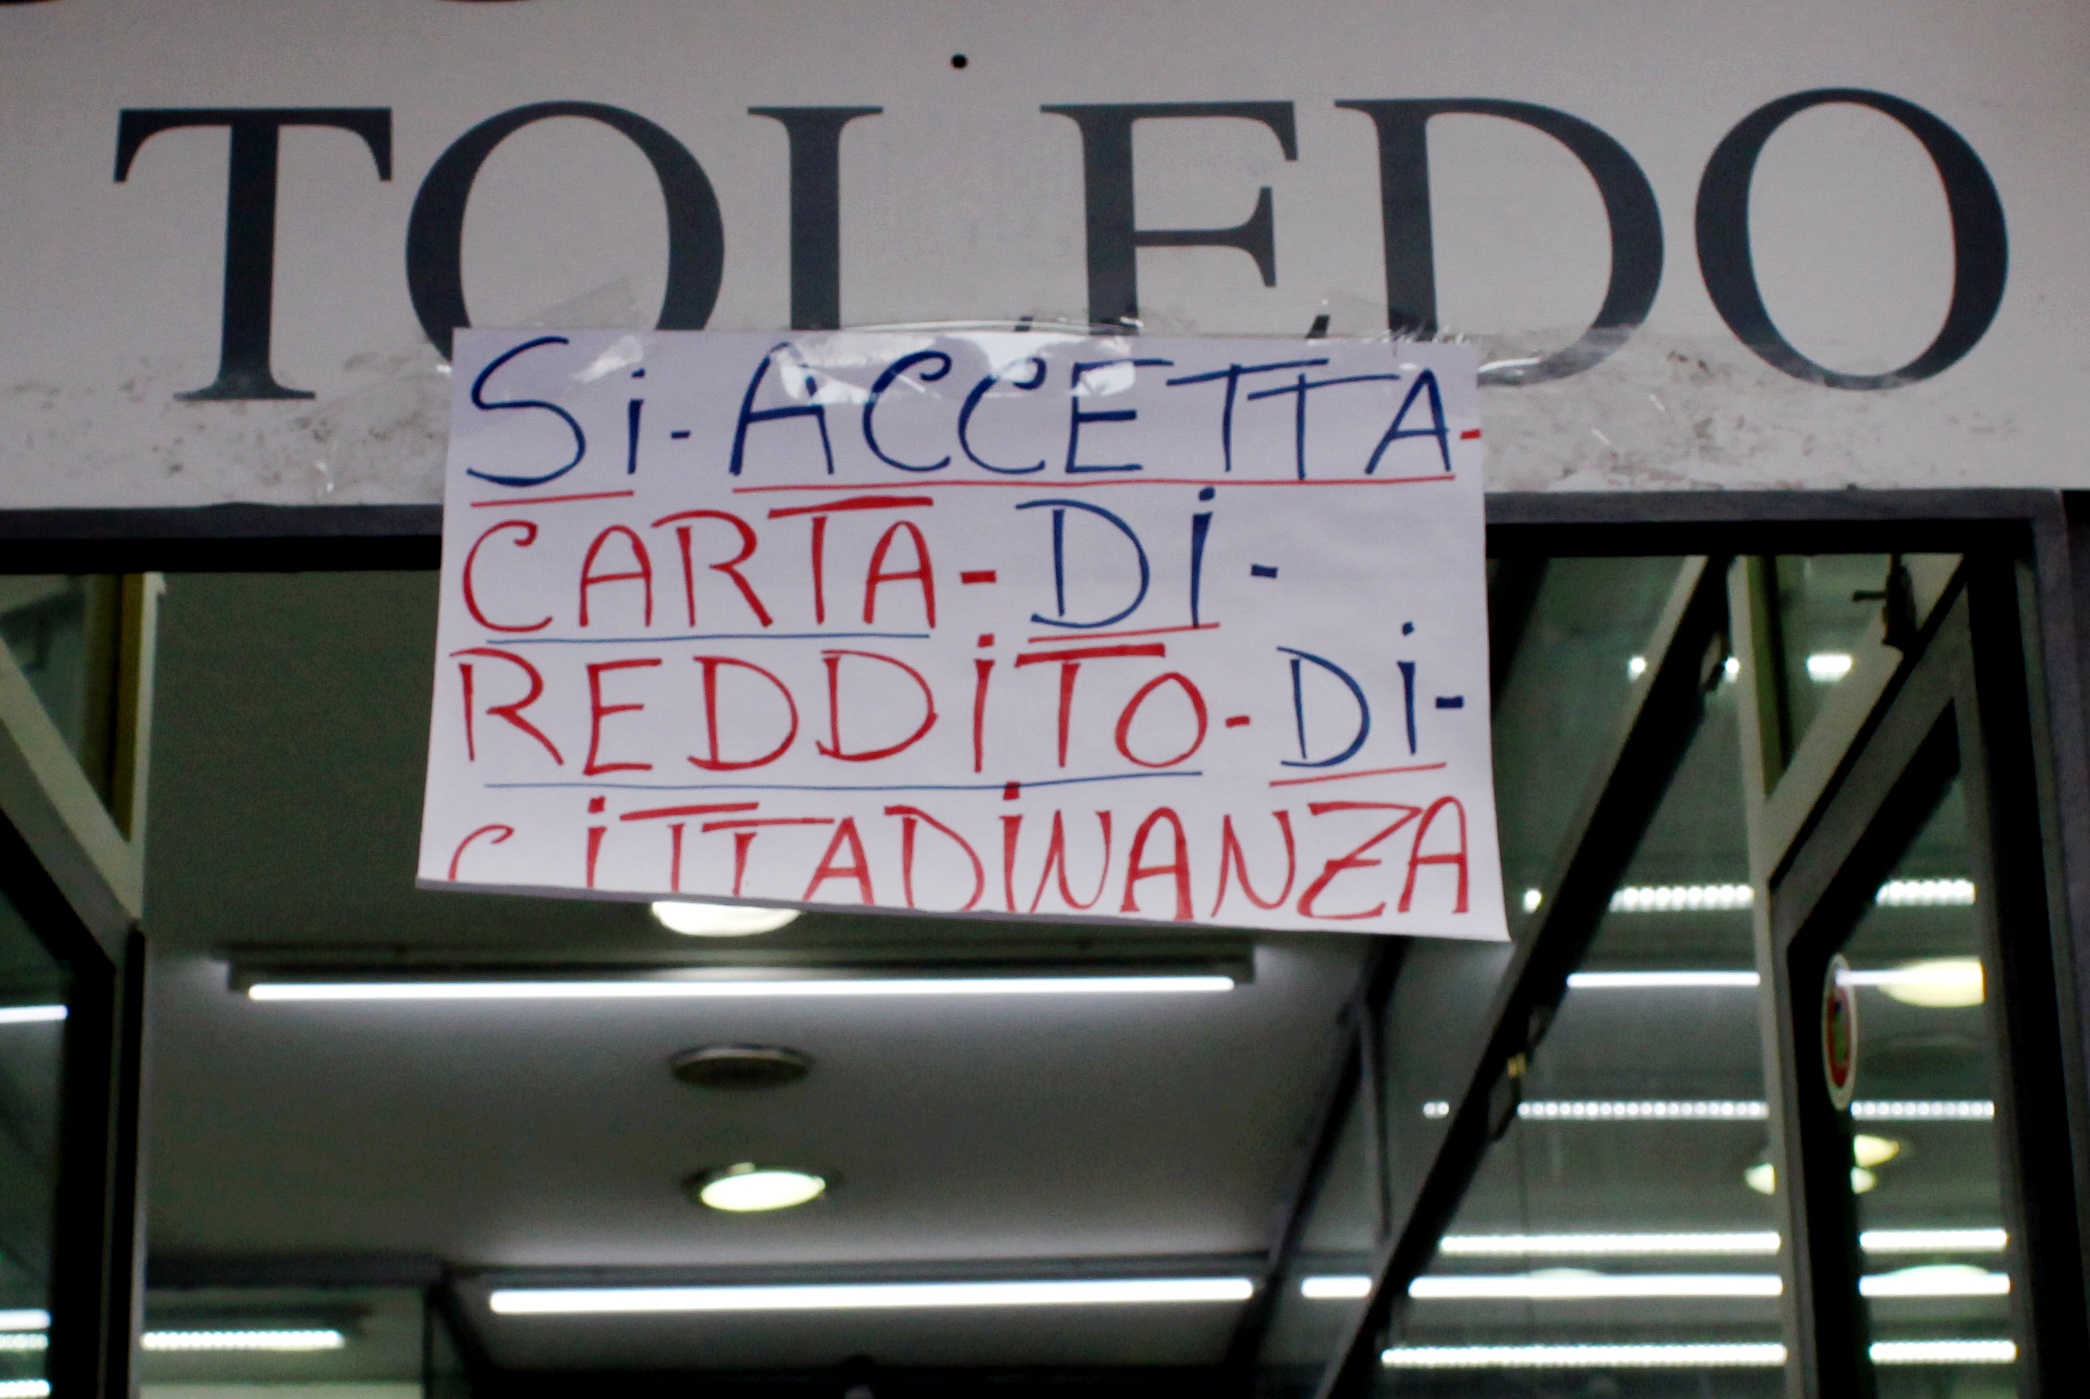 TOLEDO
Si-ACCETTA-
CARTA-Di-
REDDiTO-Di-
CiTTADiNANZA